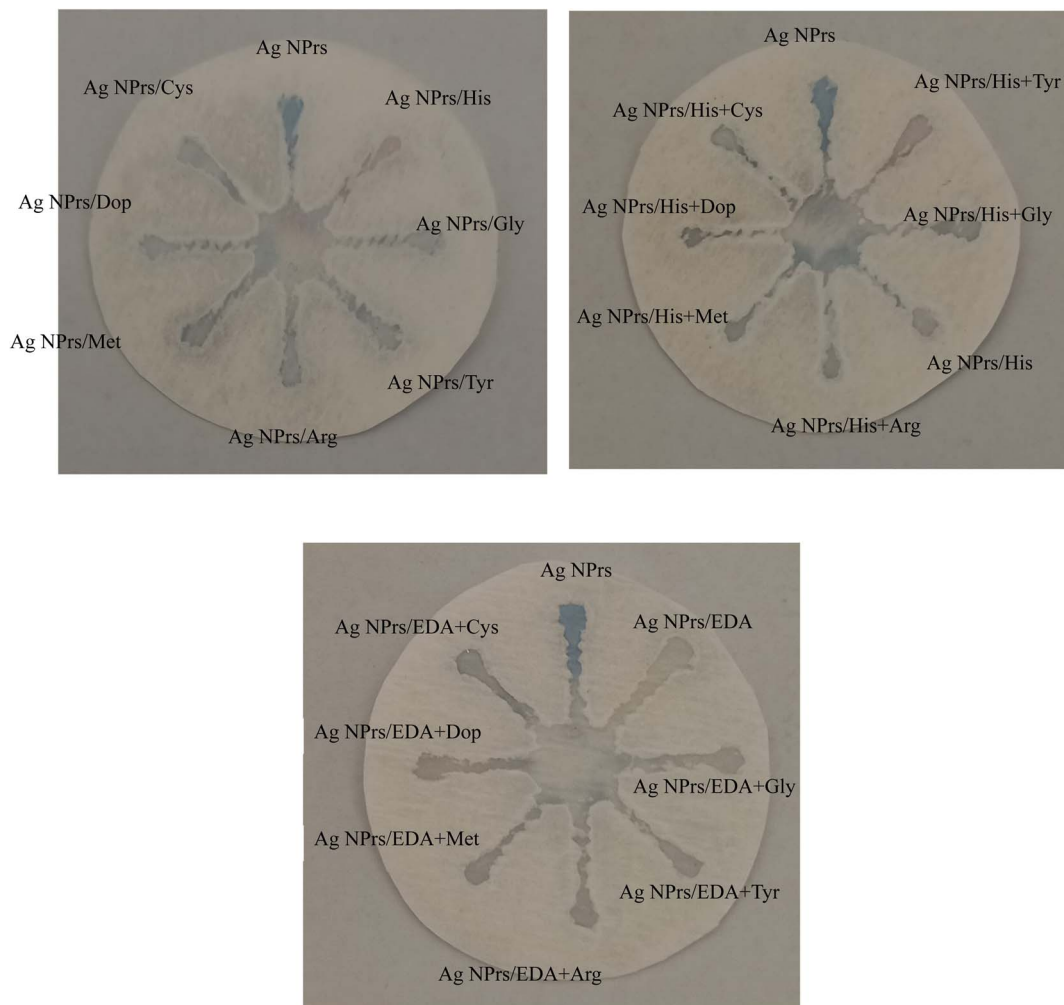 Ag NPrs
Ag NPrs/Cys
Ag NPrs/His
Ag NPrs/Dop
Ag NPrs/Gly
Ag NPrs/Met
Ag NPrs/Tyr
Ag NPrs/Arg
Ag NPrs
Ag NPrs/His+Tyr
Ag NPrs/His+Cys
Ag NPrs/His+Dop
Ag NPrs/His+Gly
Ag NPrs/His+Met
Ag NPrs/His
Ag NPrs/His+Arg
Ag NPrs
Ag NPrs/EDA+Cys
Ag NPrs/EDA
Ag NPrs/EDA+Dop
Ag NPrs/EDA+Gly
Ag NPrs/EDA+Met
Ag NPrs/EDA+Tyr
Ag NPrs/EDA+Arg